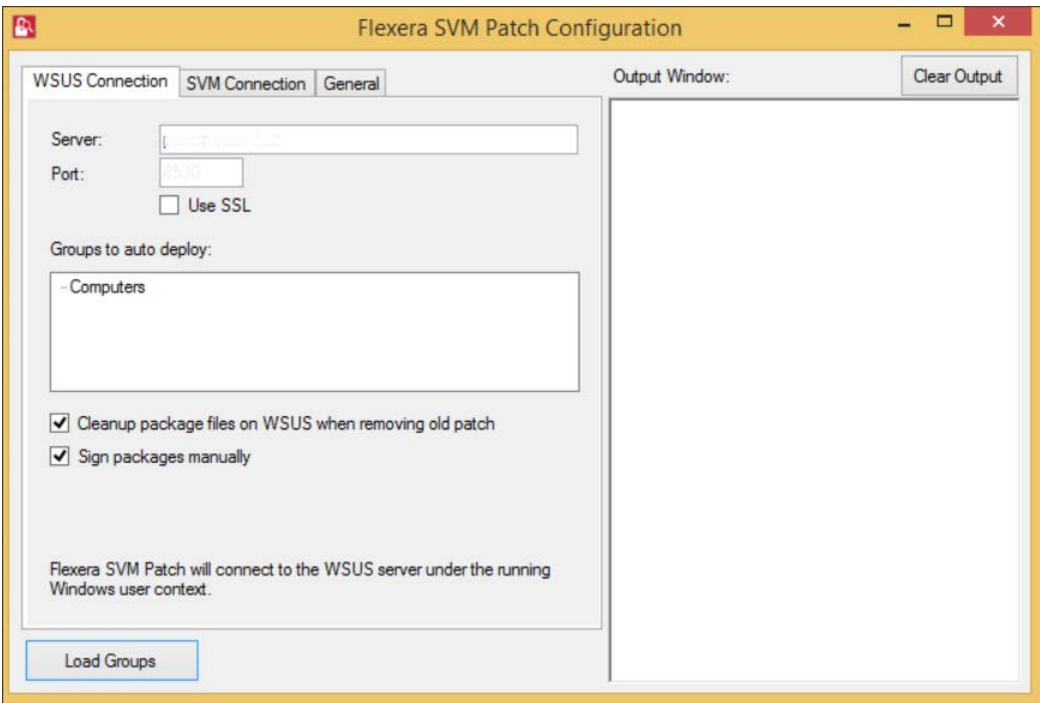 Flexera SVM Patch Configuration
WSUS Connection
SVM Connection
General
Output Window:
Clear Output
Server:
Port:
8530
Use SSL
Groups to auto deploy:
Computers
Cleanup package files on WSUS when removing old patch
Sign packages manually
Flexera SVM Patch will connect to the WSUS server under the running
Windows user context.
Load Groups